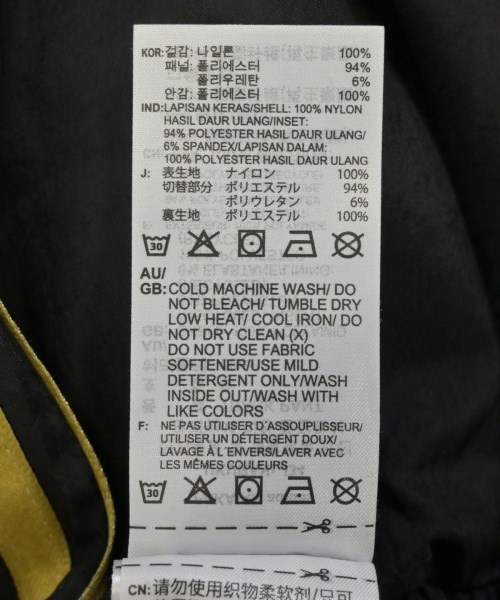 KOR: 겉감: 나일론 100%
패널: 폴리에스터 94%
폴리우레탄 6%
안감: 폴리에스터 100%
IND: LAPISAN KERAS/SHELL: 100% NYLON
HASIL DAUR ULANG/INSET:
94% POLYESTER HASIL DAUR ULANG/
6% SPANDEX/LAPISAN DALAM:
100% POLYESTER HASIL DAUR ULANG
J: 表生地 ナイロン 100%
切替部分 ポリエステル 94%
ポリウレタン 6%
裏生地 ポリエステル 100%
30
AU/
GB: COLD MACHINE WASH/ DO
NOT BLEACH/ TUMBLE DRY
LOW HEAT/ COOL IRON/ DO
NOT DRY CLEAN (X)
DO NOT USE FABRIC
SOFTENER/USE MILD
DETERGENT ONLY/WASH
INSIDE OUT/WASH WITH
LIKE COLORS
F: NE PAS UTILISER D´ASSOUPLISSEUR/
UTILISER UN DÉTERGENT DOUX/
LAVAGE À L´ENVERS/LAVER AVEC
LES MÊMES COULEURS
30
CN: 请勿使用织物柔软剂/只可